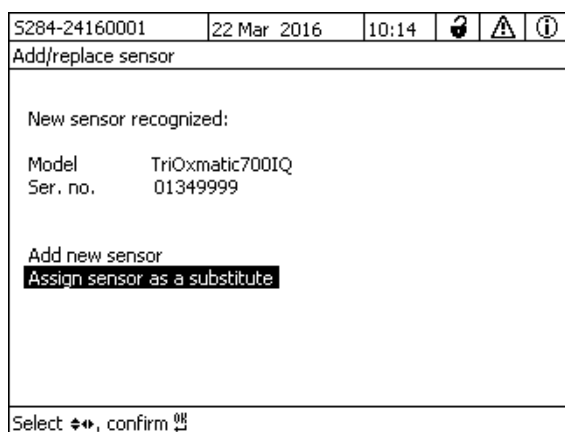 S284-24160001 22 Mar 2016 10:14
Add/replace sensor
New sensor recognized:
Model TriOxmatic700IQ
Ser. no. 01349999
Add new sensor
Assign sensor as a substitute
Select , confirm OK